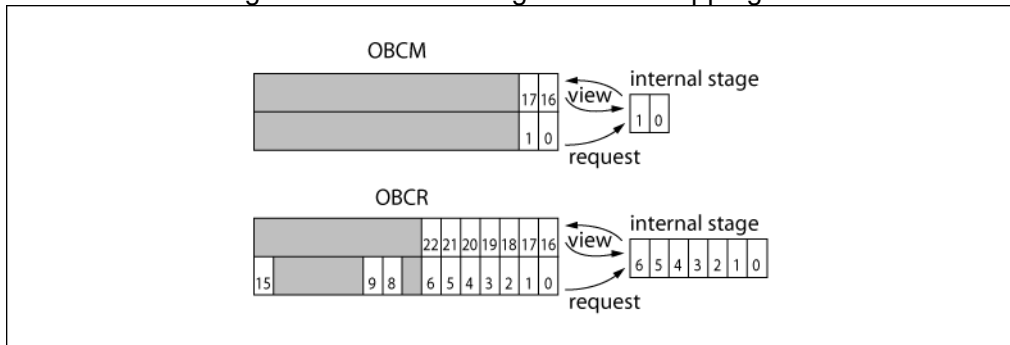 OBCM
17 16 view internal stage
1 0
1 0 request
OBCR
22 21 20 19 18 17 16 view internal stage
6 5 4 3 2 1 0
15 9 8 6 5 4 3 2 1 0 request